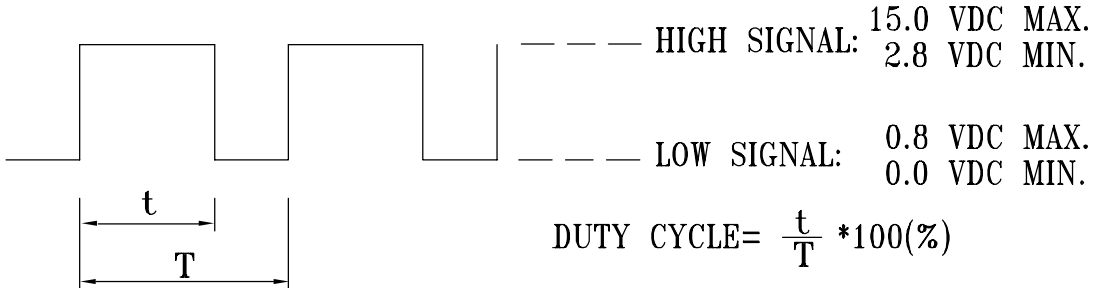 HIGH SIGNAL: 15.0 VDC MAX.
2.8 VDC MIN.
LOW SIGNAL: 0.8 VDC MAX.
0.0 VDC MIN.
t
T
DUTY CYCLE= t/T *100(%)